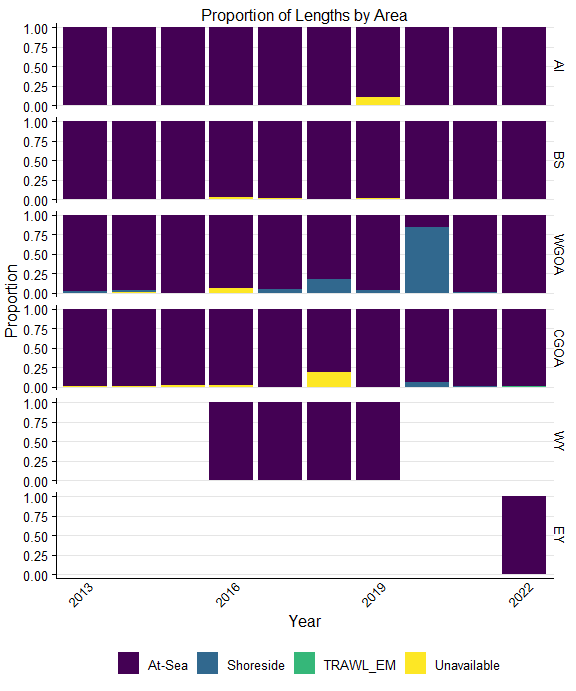 Proportion of Lengths by Area
1.00
0.75
0.50
0.25
0.00
AI
1.00
0.75
0.50
0.25
0.00
BS
1.00
0.75
0.50
0.25
0.00
WGOA
1.00
0.75
0.50
0.25
0.00
CGOA
1.00
0.75
0.50
0.25
0.00
WY
1.00
0.75
0.50
0.25
0.00
EY
Proportion
2013 2016 2019 2022
Year
At-Sea Shoreside TRAWL_EM Unavailable